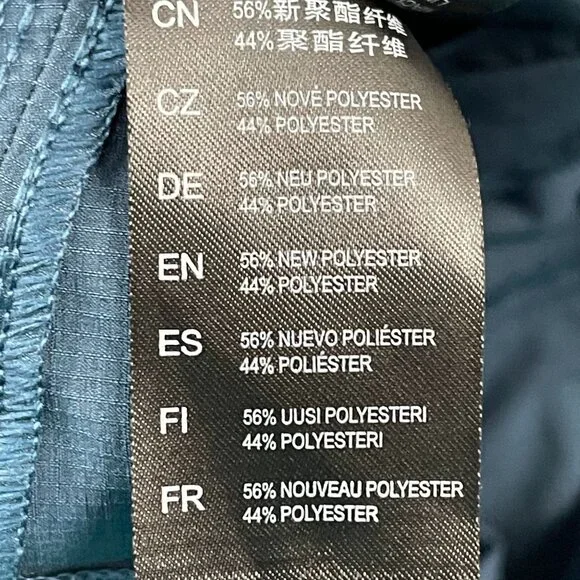 CN 56% 新聚酯纤维
44% 聚酯纤维
CZ 56% NOVE POLYESTER
44% POLYESTER
DE 56% NEU POLYESTER
44% POLYESTER
EN 56% NEW POLYESTER
44% POLYESTER
ES 56% NUEVO POLIÉSTER
44% POLIÉSTER
FI 56% UUSI POLYESTERI
44% POLYESTERI
FR 56% NOUVEAU POLYESTER
44% POLYESTER